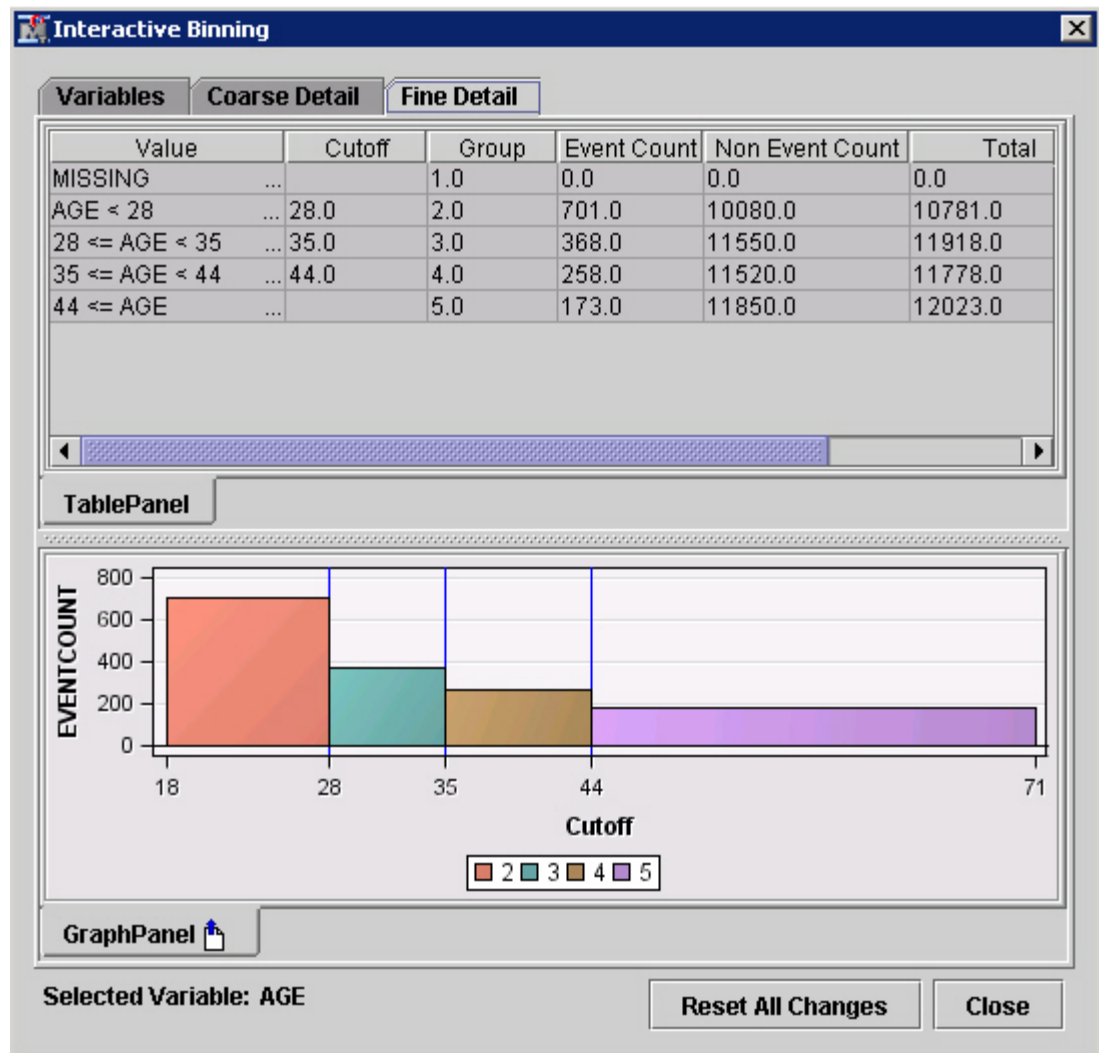 Interactive Binning
Variables Coarse Detail Fine Detail
Value Cutoff Group Event Count Non Event Count Total
MISSING ... 1.0 0.0 0.0 0.0
AGE < 28 ... 28.0 2.0 701.0 10080.0 10781.0
28 <= AGE < 35 ... 35.0 3.0 368.0 11550.0 11918.0
35 <= AGE < 44 ... 44.0 4.0 258.0 11520.0 11778.0
44 <= AGE ... 5.0 173.0 11850.0 12023.0
TablePanel
EVENTCOUNT
800
600
400
200
0
18 28 35 44 71
Cutoff
2 3 4 5
GraphPanel
Selected Variable: AGE
Reset All Changes Close